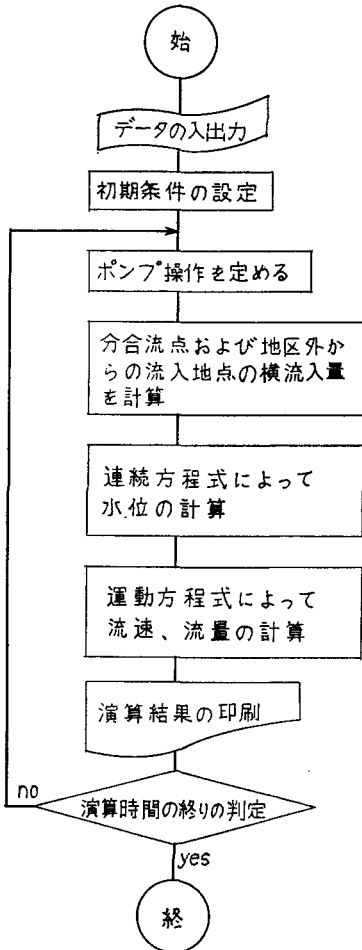 始
データの入出力
初期条件の設定
ポンプ操作を定める
分合流点および地区外か
らの流入地点の横流入量
を計算
連続方程式によって
水位の計算
運動方程式によって
流速、流量の計算
演算結果の印刷
演算時間の終りの判定
no
yes
終